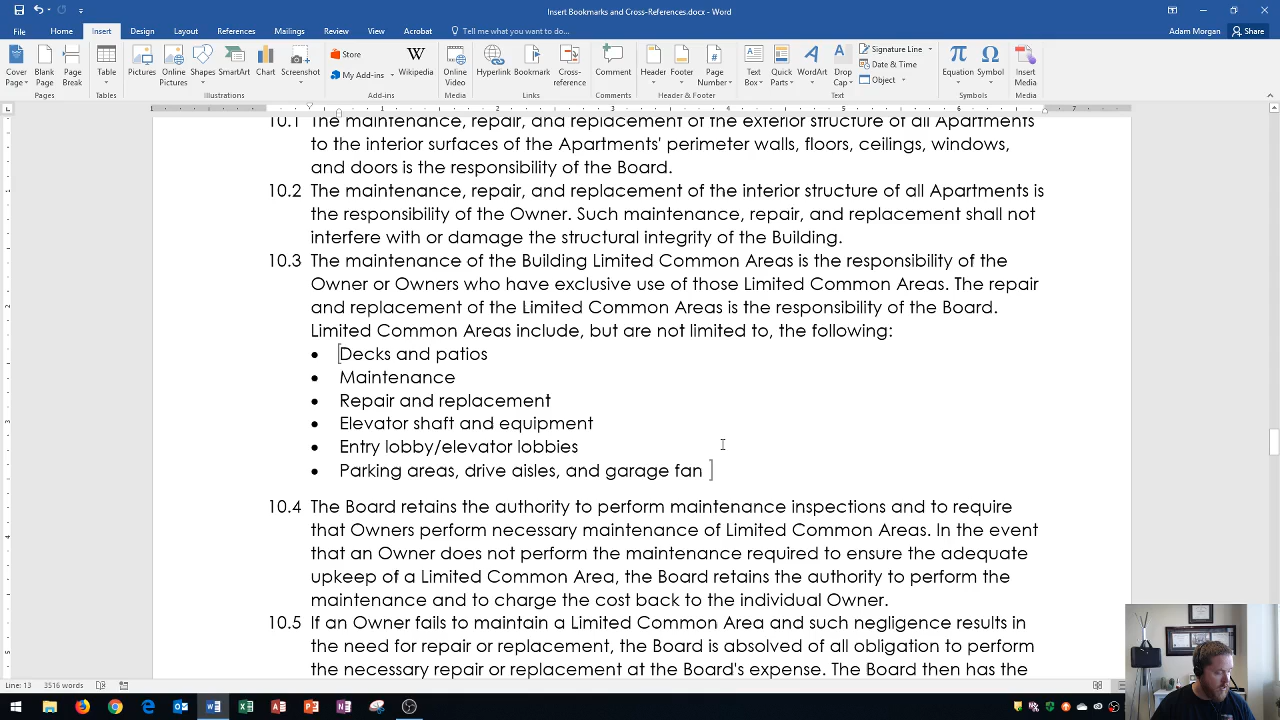 Insert Bookmarks and Cross-References.docx - Word
File Home Insert Design Layout References Mailings Review View Acrobat Tell me what you want to do... Adam Morgan Share
Cover Page Blank Page Page Break Table Pictures Online Pictures Shapes SmartArt Chart Screenshot Store My Add-ins Wikipedia Online Video Hyperlink Bookmark Cross-reference Comment Header Footer Page Number Text Box Quick Parts WordArt Drop Cap Signature Line Date & Time Object Equation Symbol Insert Media
Pages Tables Illustrations Add-ins Media Links Comments Header & Footer Text Symbols Media
1 2 3 4 5 6 7
10.1 The maintenance, repair, and replacement of the exterior structure of all Apartments
to the interior surfaces of the Apartments' perimeter walls, floors, ceilings, windows,
and doors is the responsibility of the Board.
10.2 The maintenance, repair, and replacement of the interior structure of all Apartments is
the responsibility of the Owner. Such maintenance, repair, and replacement shall not
interfere with or damage the structural integrity of the Building.
10.3 The maintenance of the Building Limited Common Areas is the responsibility of the
Owner or Owners who have exclusive use of those Limited Common Areas. The repair
and replacement of the Limited Common Areas is the responsibility of the Board.
Limited Common Areas include, but are not limited to, the following:
• Decks and patios
• Maintenance
• Repair and replacement
• Elevator shaft and equipment
• Entry lobby/elevator lobbies
• Parking areas, drive aisles, and garage fan
10.4 The Board retains the authority to perform maintenance inspections and to require
that Owners perform necessary maintenance of Limited Common Areas. In the event
that an Owner does not perform the maintenance required to ensure the adequate
upkeep of a Limited Common Area, the Board retains the authority to perform the
maintenance and to charge the cost back to the individual Owner.
10.5 If an Owner fails to maintain a Limited Common Area and such negligence results in
the need for repair or replacement, the Board is absolved of all obligation to perform
the necessary repair or replacement at the Board's expense. The Board then has the
Line: 13 3516 words